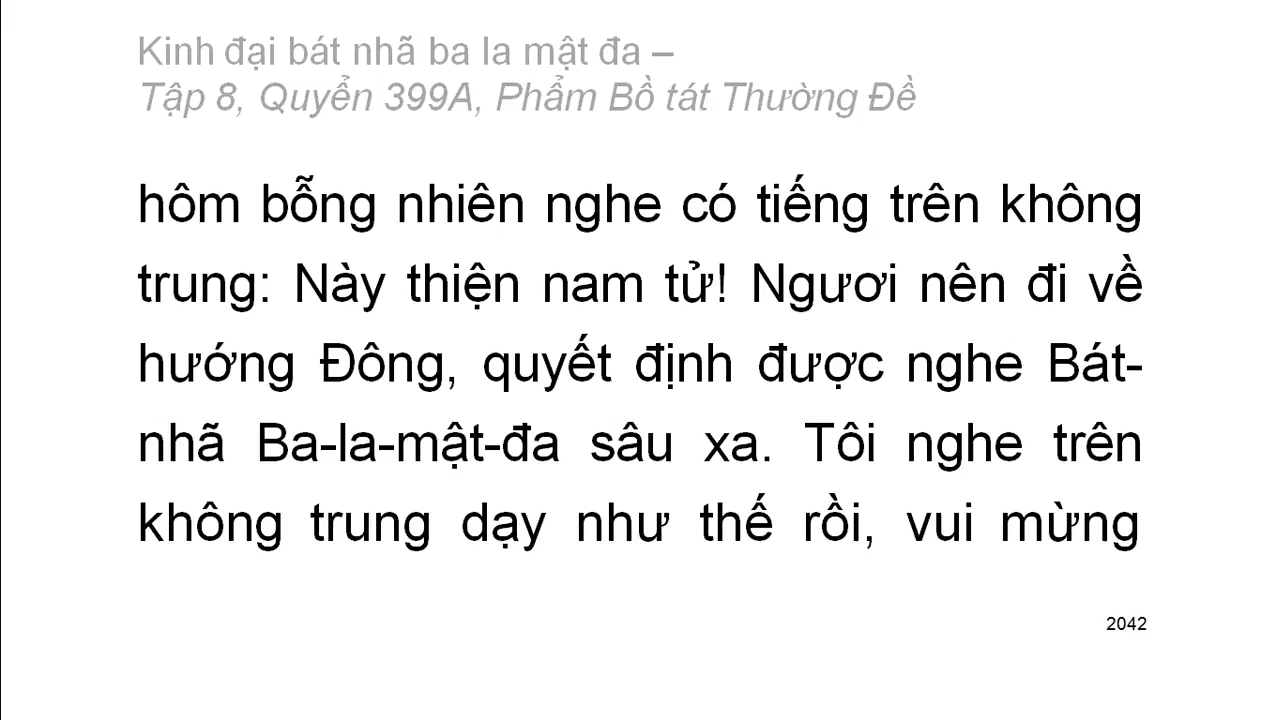 Kinh đại bát nhã ba la mật đa –
Tập 8, Quyển 399A, Phẩm Bồ tát Thường Đề
hôm bỗng nhiên nghe có tiếng trên không
trung: Này thiện nam tử! Ngươi nên đi về
hướng Đông, quyết định được nghe Bát-
nhã Ba-la-mật-đa sâu xa. Tôi nghe trên
không trung dạy như thế rồi, vui mừng
2042